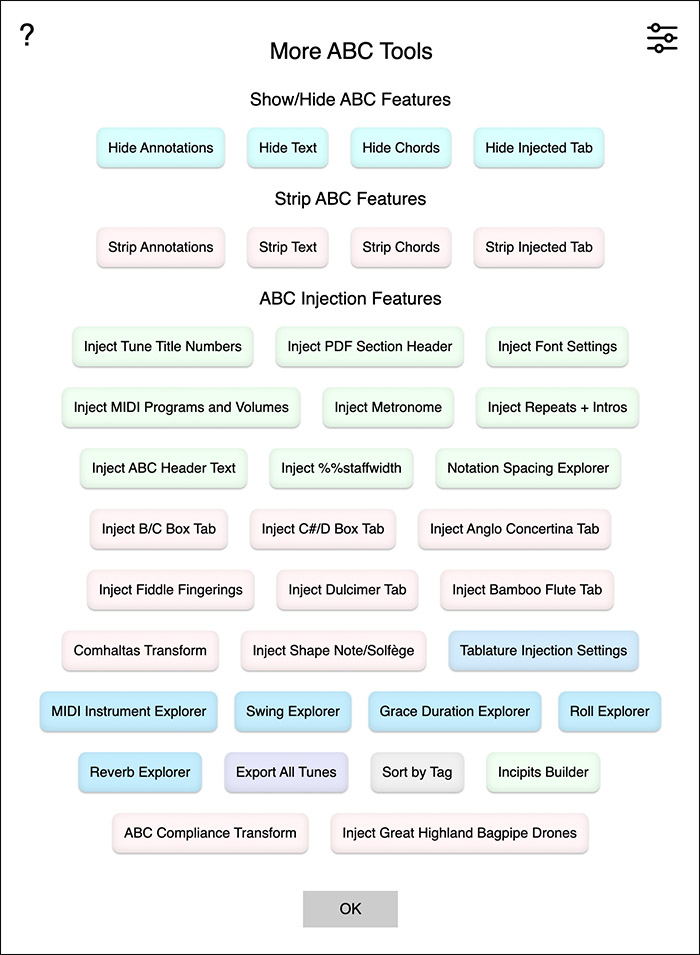 ?
More ABC Tools
Show/Hide ABC Features
Hide Annotations Hide Text Hide Chords Hide Injected Tab
Strip ABC Features
Strip Annotations Strip Text Strip Chords Strip Injected Tab
ABC Injection Features
Inject Tune Title Numbers Inject PDF Section Header Inject Font Settings
Inject MIDI Programs and Volumes Inject Metronome Inject Repeats + Intros
Inject ABC Header Text Inject %%staffwidth Notation Spacing Explorer
Inject B/C Box Tab Inject C#/D Box Tab Inject Anglo Concertina Tab
Inject Fiddle Fingerings Inject Dulcimer Tab Inject Bamboo Flute Tab
Comhaltas Transform Inject Shape Note/Solfège Tablature Injection Settings
MIDI Instrument Explorer Swing Explorer Grace Duration Explorer Roll Explorer
Reverb Explorer Export All Tunes Sort by Tag Incipits Builder
ABC Compliance Transform Inject Great Highland Bagpipe Drones
OK